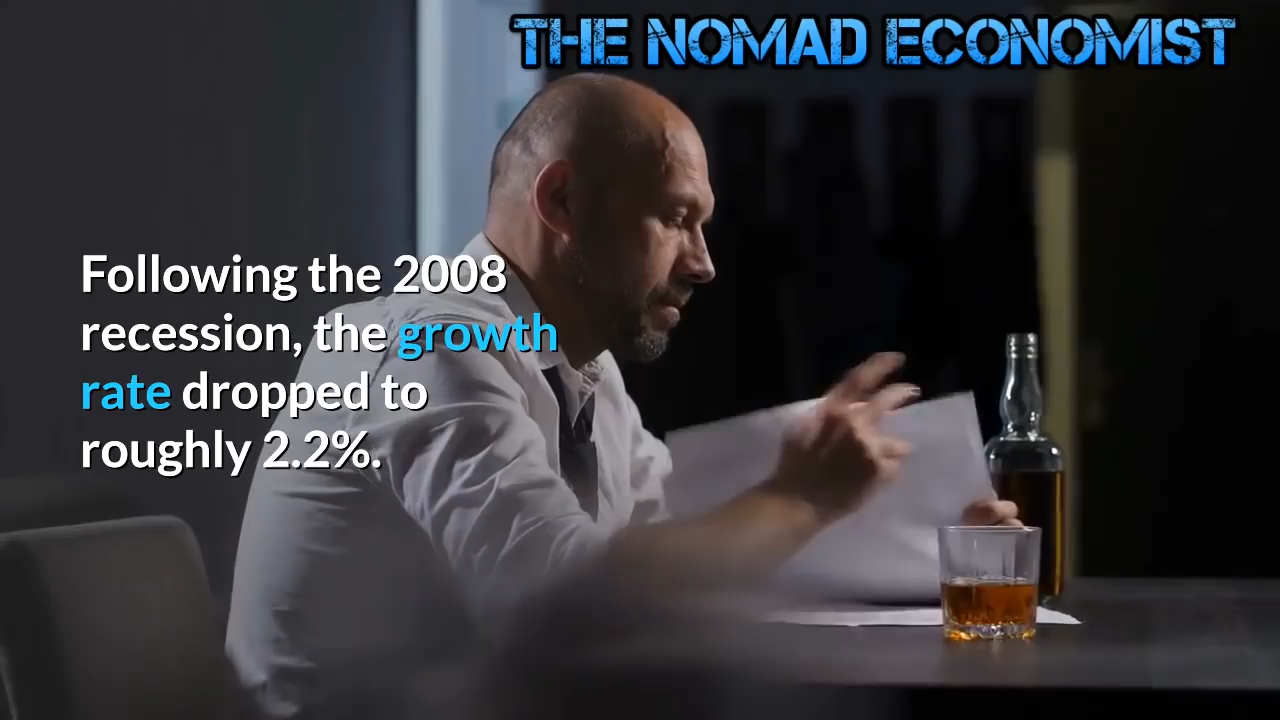 THE NOMAD ECONOMIST
Following the 2008
recession, the growth
rate dropped to
roughly 2.2%.